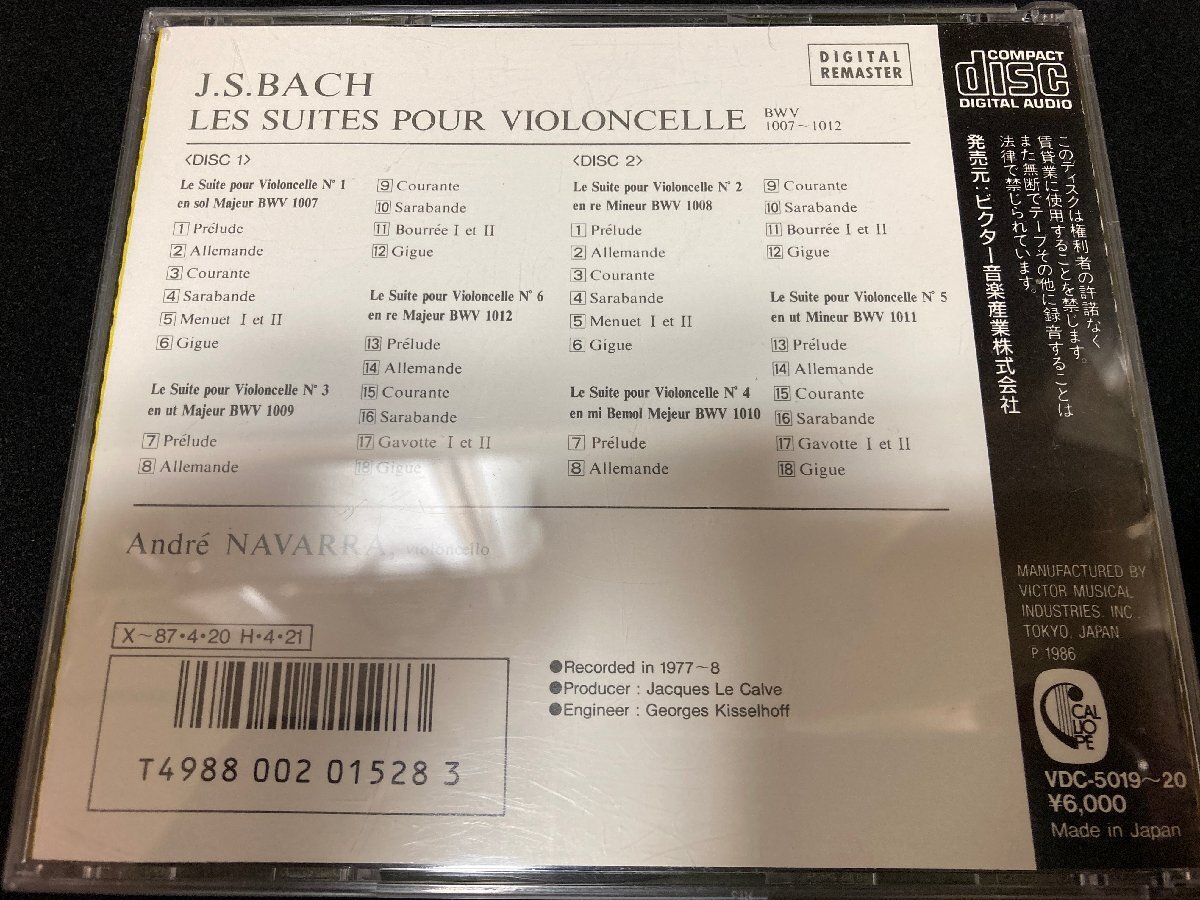 J.S.BACH
LES SUITES POUR VIOLONCELLE BWV 1007~1012
DIGITAL
REMASTER
〈DISC 1〉
Le Suite pour Violoncelle N° 1
en sol Majeur BWV 1007
1 Prélude
2 Allemande
3 Courante
4 Sarabande
5 Menuet I et II
6 Gigue
Le Suite pour Violoncelle N° 3
en ut Majeur BWV 1009
7 Prélude
8 Allemande
9 Courante
10 Sarabande
11 Bourrée I et II
12 Gigue
Le Suite pour Violoncelle N° 6
en re Majeur BWV 1012
13 Prélude
14 Allemande
15 Courante
16 Sarabande
17 Gavotte I et II
18 Gigue
〈DISC 2〉
Le Suite pour Violoncelle N° 2
en re Mineur BWV 1008
1 Prélude
2 Allemande
3 Courante
4 Sarabande
5 Menuet I et II
6 Gigue
Le Suite pour Violoncelle N° 4
en mi Bemol Mejeur BWV 1010
7 Prélude
8 Allemande
9 Courante
10 Sarabande
11 Bourrée I et II
12 Gigue
Le Suite pour Violoncelle N° 5
en ut Mineur BWV 1011
13 Prélude
14 Allemande
15 Courante
16 Sarabande
17 Gavotte I et II
18 Gigue
André NAVARRA, violoncello
X~87・4・20 H・4・21
T4988 002 01528 3
●Recorded in 1977~8
●Producer : Jacques Le Calve
●Engineer : Georges Kisselhoff
COMPACT
disc
DIGITAL AUDIO
このディスクは権利者の許諾なく
賃貸業に使用することを禁じます。
また無断でテープその他に録音することは
法律で禁じられています。
発売元：ビクター音楽産業株式会社
MANUFACTURED BY
VICTOR MUSICAL
INDUSTRIES. INC.
TOKYO, JAPAN
P 1986
CAL
LIO
PE
VDC-5019~20
¥6,000
Made in Japan